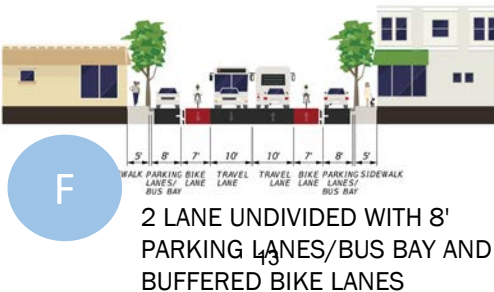 5' 8' 7' 10' 10' 7' 8' 5'
WALK PARKING BIKE TRAVEL TRAVEL BIKE PARKING SIDEWALK
LANES/ LANE LANE LANE LANE LANES/
BUS BAY BUS BAY
F
2 LANE UNDIVIDED WITH 8'
PARKING LANES/BUS BAY AND
13
BUFFERED BIKE LANES